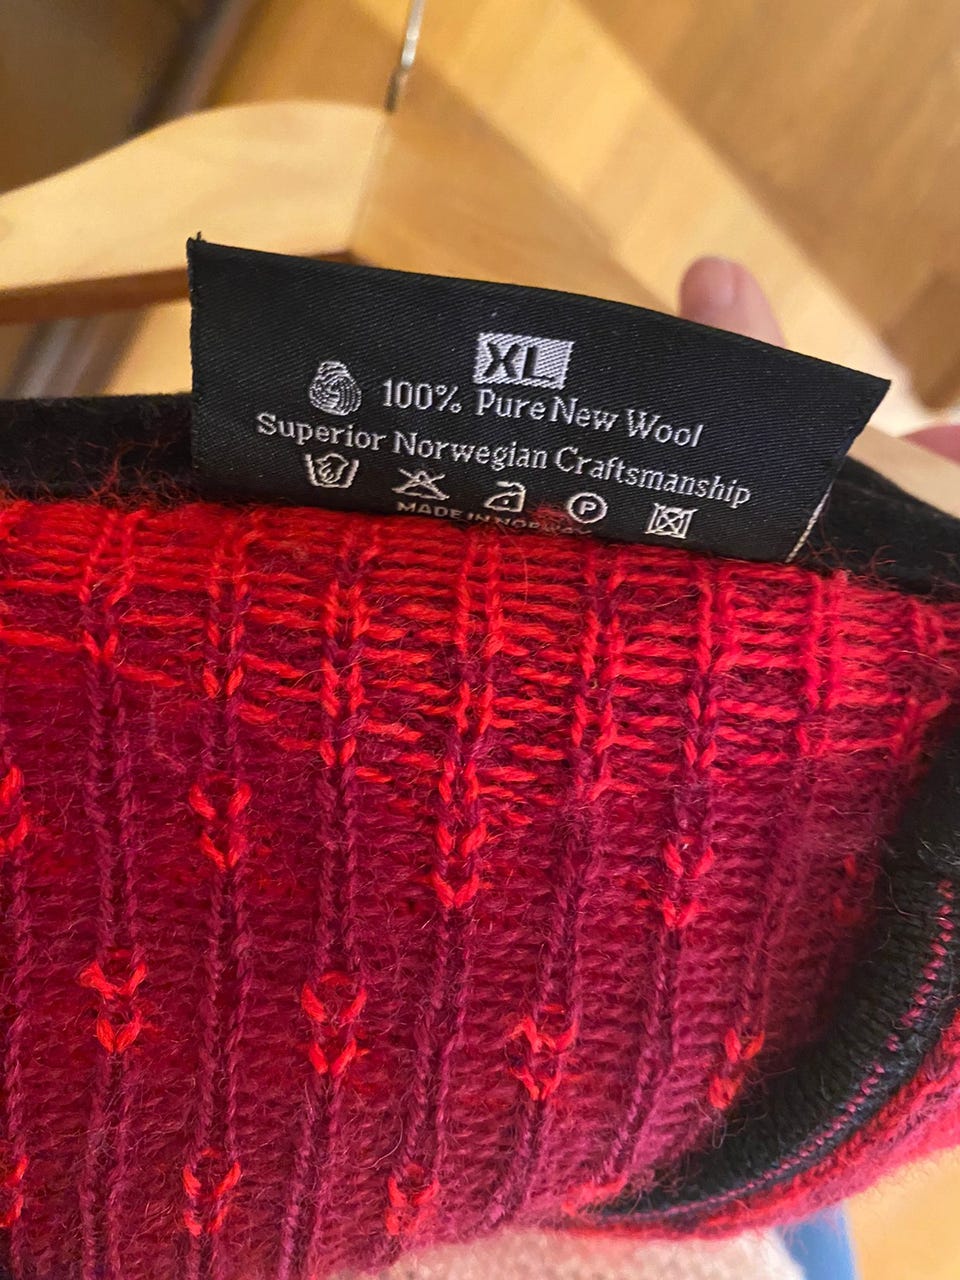 XL
100% Pure New Wool
Superior Norwegian Craftsmanship
P
MADE IN NORWAY